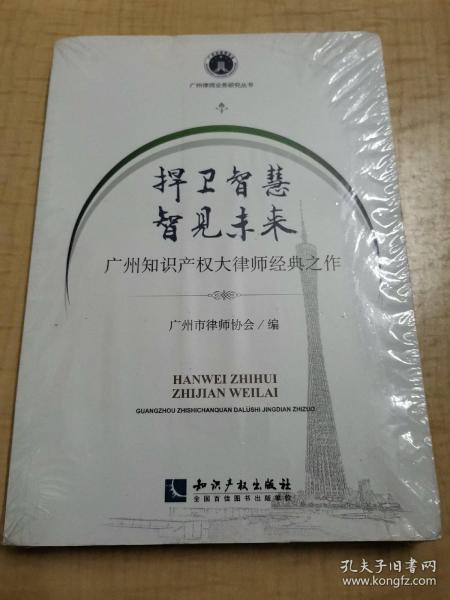 广州律师业务研究丛书
捍卫智慧
智见未来
广州知识产权大律师经典之作
广州市律师协会/编
HANWEI ZHIHUI
ZHIJIAN WEILAI
GUANGZHOU ZHISHICHANQUAN DALÜSHI JINGDIAN ZHIZUO
知识产权出版社
全国百佳图书出版单位
孔夫子旧书网
www.kongfz.com